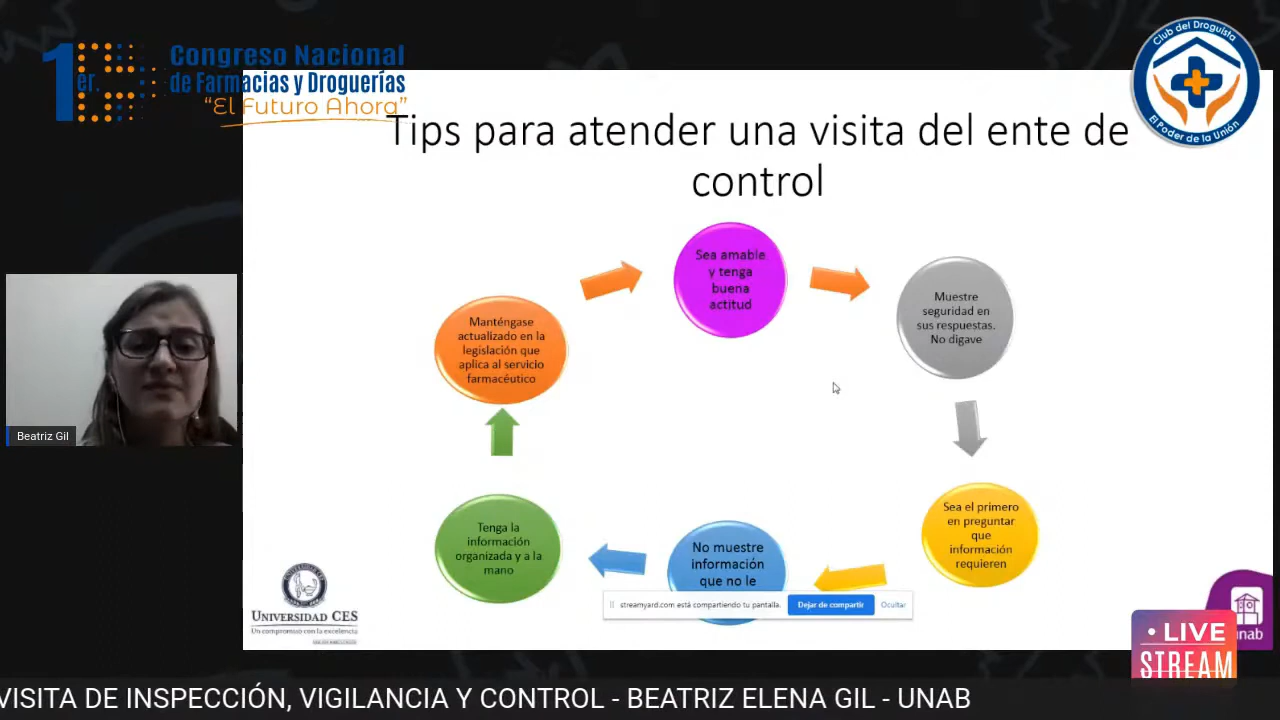 1er.
Congreso Nacional
de Farmacias y Droguerías
“El Futuro Ahora”
Club del Droguista
El Poder de la Unión
Tips para atender una visita del ente de
control
Sea amable
y tenga
buena
actitud
Muestre
seguridad en
sus respuestas.
No digave
Sea el primero
en preguntar
que
información
requieren
No muestre
información
que no le
Tenga la
información
organizada y a la
mano
Manténgase
actualizado en la
legislación que
aplica al servicio
farmacéutico
Beatriz Gil
streamyard.com está compartiendo tu pantalla.
Dejar de compartir
Ocultar
UNIVERSIDAD CES
Un compromiso con la excelencia
unab
• LIVE
STREAM
VISITA DE INSPECCIÓN, VIGILANCIA Y CONTROL - BEATRIZ ELENA GIL - UNAB